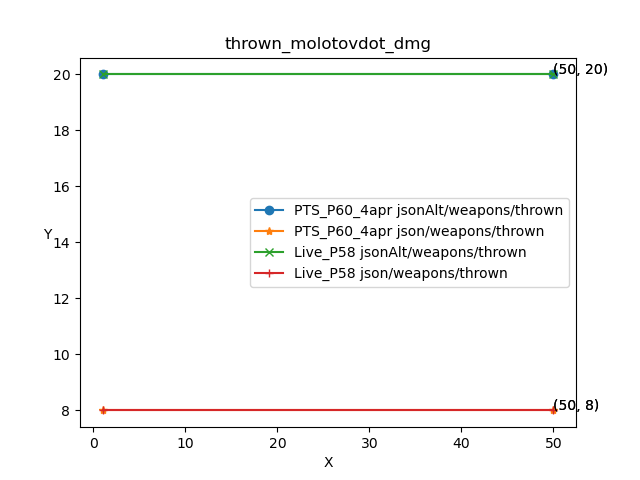 thrown_molotovdot_dmg
20
(50, 20)
18
16
PTS_P60_4apr jsonAlt/weapons/thrown
PTS_P60_4apr json/weapons/thrown
Y
14
Live_P58 jsonAlt/weapons/thrown
Live_P58 json/weapons/thrown
12
10
8
(50, 8)
0
10
20
30
40
50
X